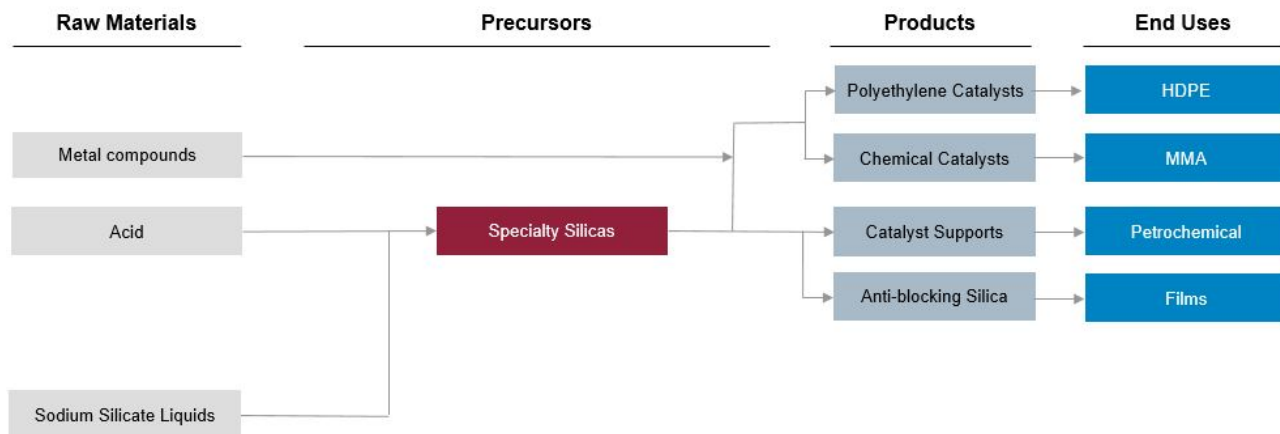 Raw Materials
Precursors
Products
End Uses
Polyethylene Catalysts
HDPE
Metal compounds
Chemical Catalysts
MMA
Acid
Specialty Silicas
Catalyst Supports
Petrochemical
Anti-blocking Silica
Films
Sodium Silicate Liquids